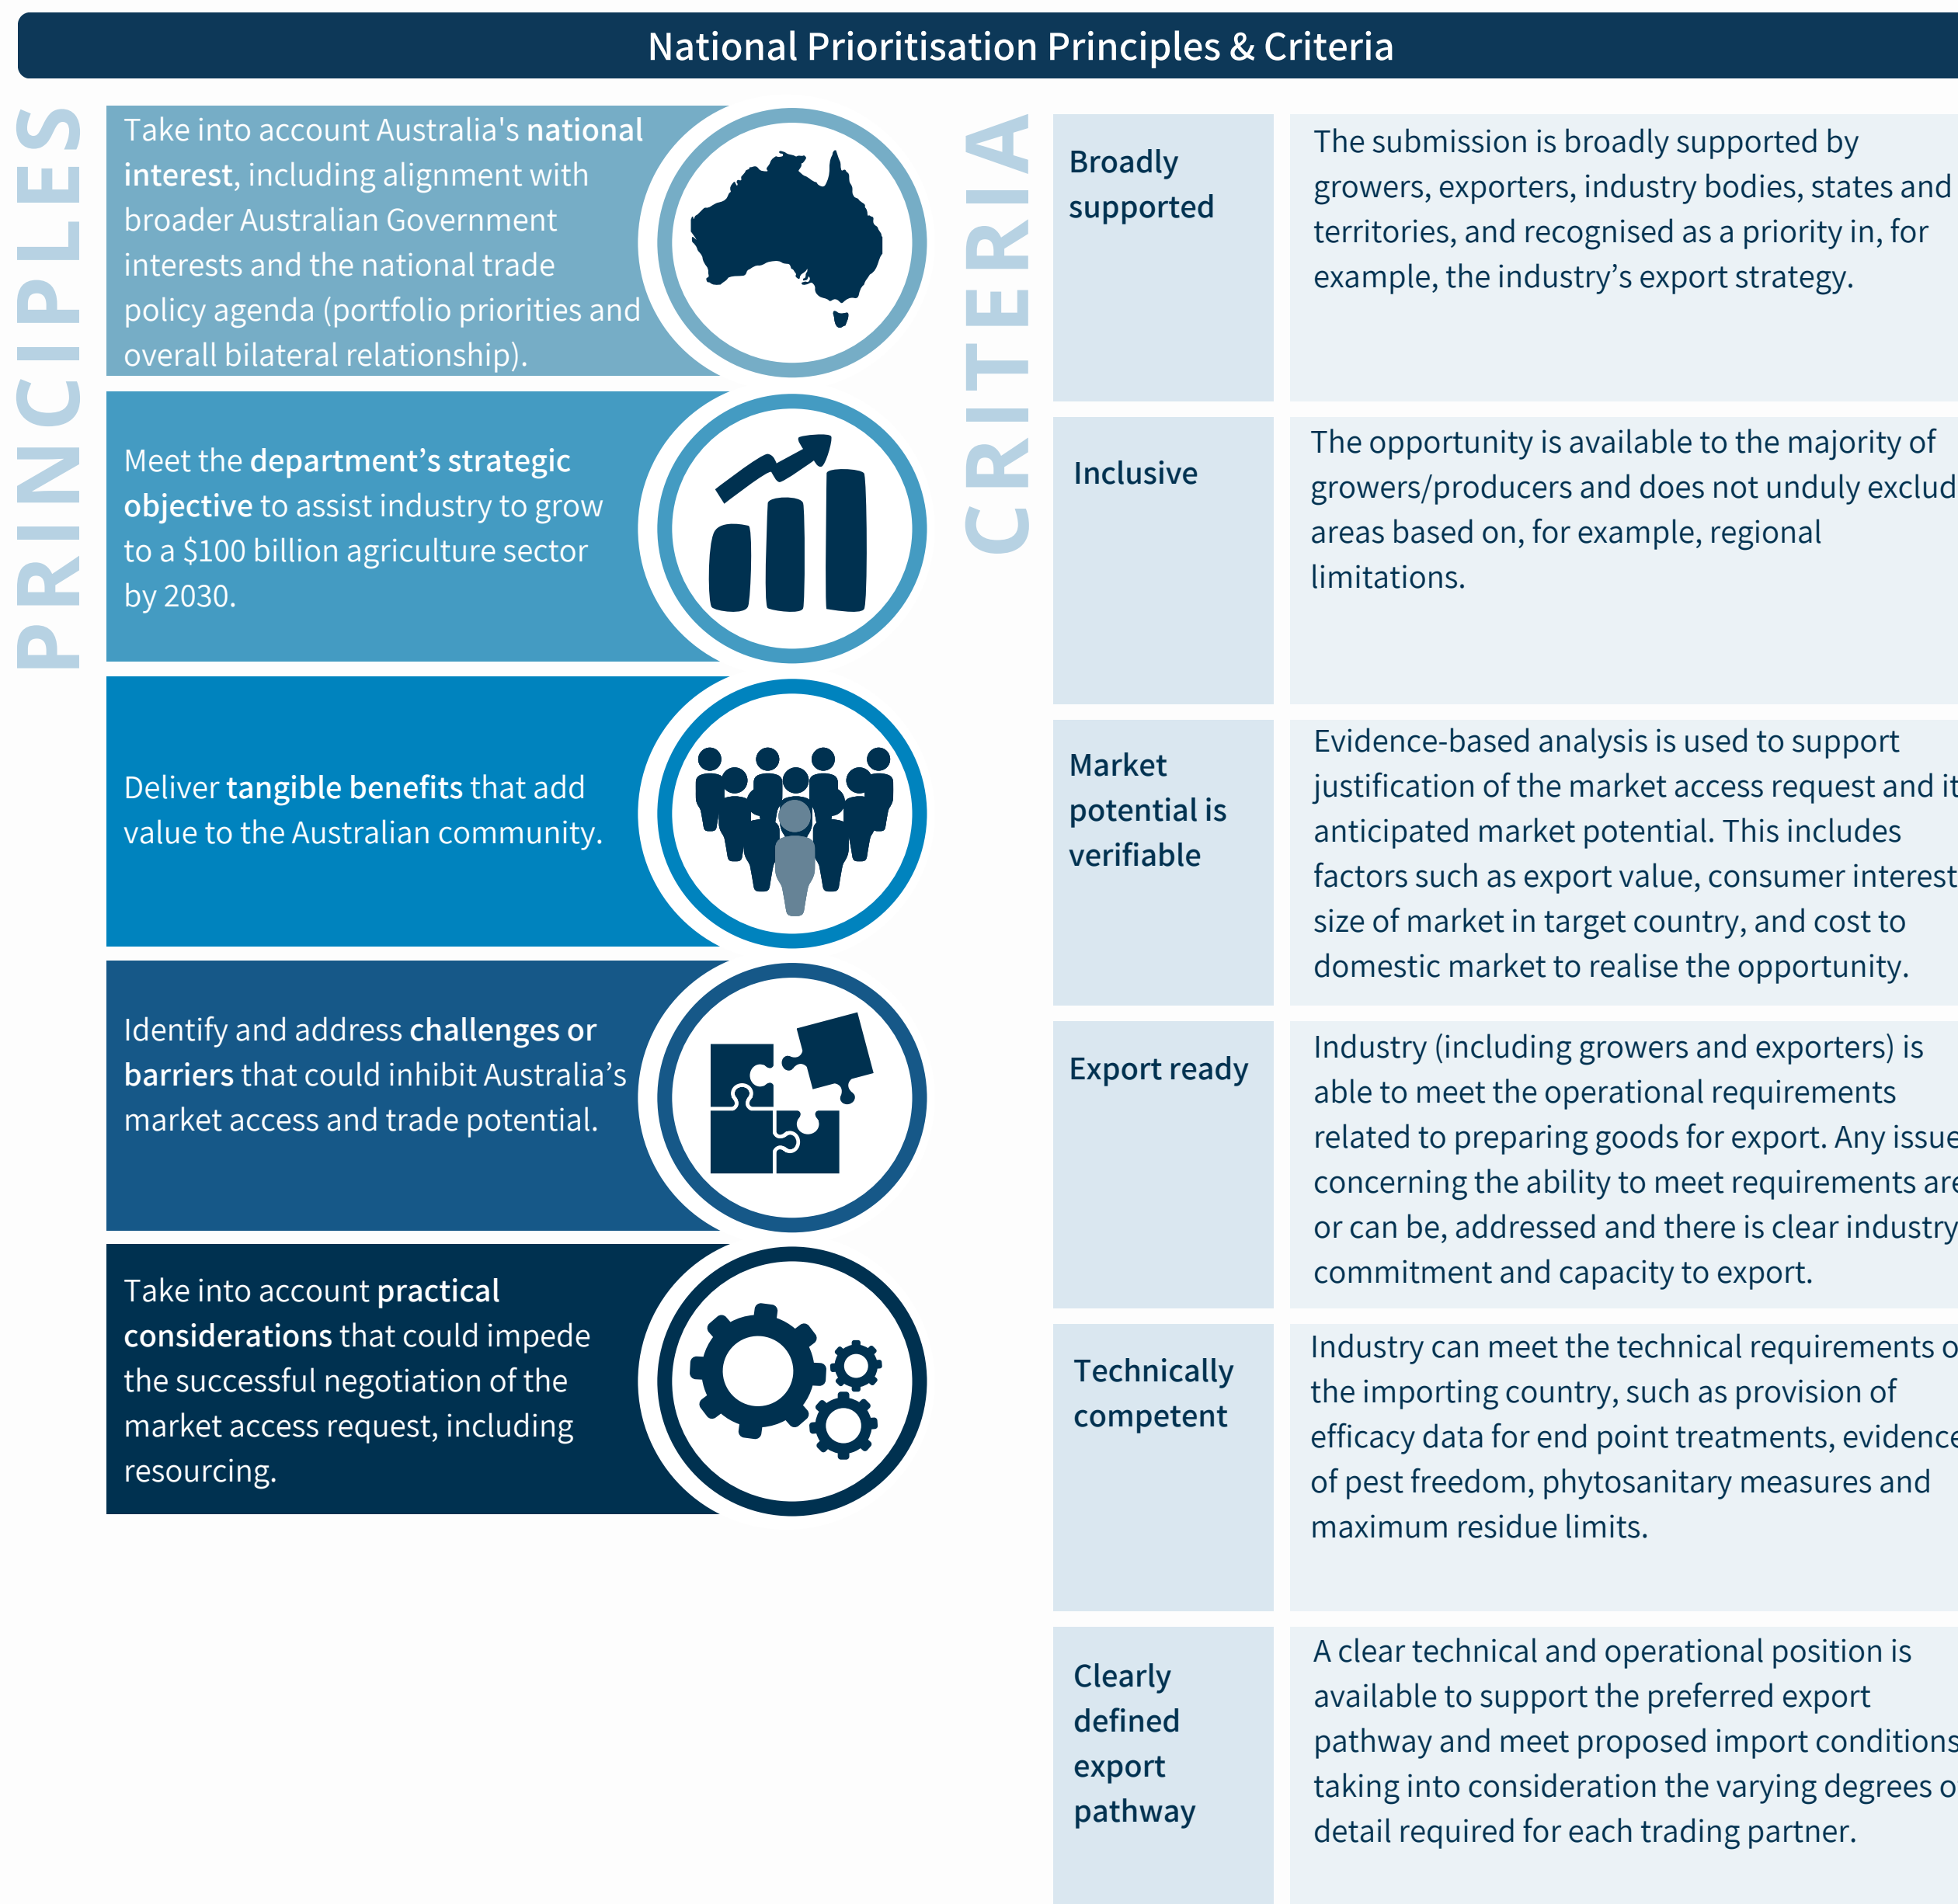 National Prioritisation Principles & Criteria
PRINCIPLES
Take into account Australia's national
interest, including alignment with
broader Australian Government
interests and the national trade
policy agenda (portfolio priorities and
overall bilateral relationship).
Meet the department’s strategic
objective to assist industry to grow
to a $100 billion agriculture sector
by 2030.
Deliver tangible benefits that add
value to the Australian community.
Identify and address challenges or
barriers that could inhibit Australia’s
market access and trade potential.
Take into account practical
considerations that could impede
the successful negotiation of the
market access request, including
resourcing.
CRITERIA
Broadly
supported
The submission is broadly supported by
growers, exporters, industry bodies, states and
territories, and recognised as a priority in, for
example, the industry’s export strategy.
Inclusive
The opportunity is available to the majority of
growers/producers and does not unduly exclud
areas based on, for example, regional
limitations.
Market
potential is
verifiable
Evidence-based analysis is used to support
justification of the market access request and it
anticipated market potential. This includes
factors such as export value, consumer interest
size of market in target country, and cost to
domestic market to realise the opportunity.
Export ready
Industry (including growers and exporters) is
able to meet the operational requirements
related to preparing goods for export. Any issue
concerning the ability to meet requirements are
or can be, addressed and there is clear industry
commitment and capacity to export.
Technically
competent
Industry can meet the technical requirements o
the importing country, such as provision of
efficacy data for end point treatments, evidence
of pest freedom, phytosanitary measures and
maximum residue limits.
Clearly
defined
export
pathway
A clear technical and operational position is
available to support the preferred export
pathway and meet proposed import conditions
taking into consideration the varying degrees o
detail required for each trading partner.